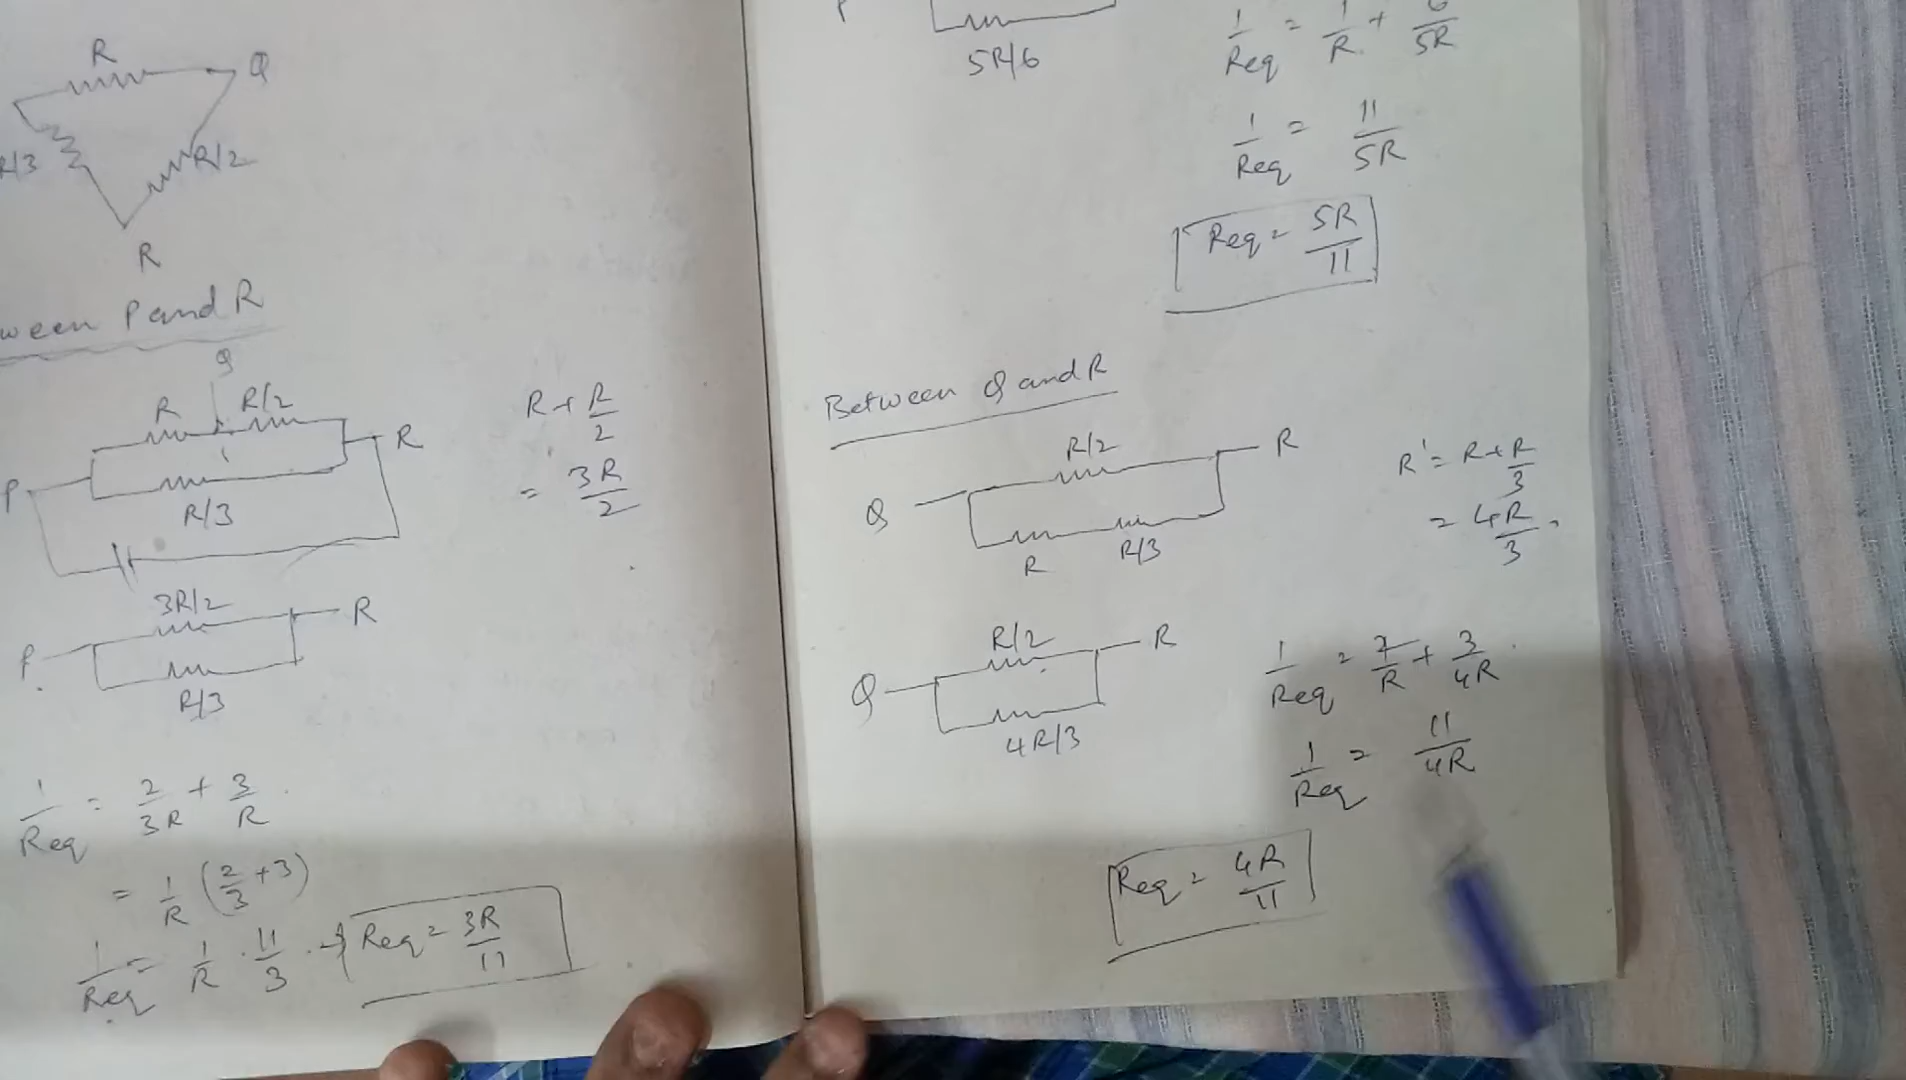 R
Q
R/3
R/2
R
ween P and R
Q
R R/2
P R
R/3
R + R/2
= 3R/2
3R/2
P R
R/3
1/Req = 2/3R + 3/R
= 1/R (2/3 + 3)
1/Req = 1/R . 11/3 . → Req = 3R/11
P
5R/6
1/Req = 1/R + 6/5R
1/Req = 11/5R
Req = 5R/11
Between Q and R
R/2
Q R
R R/3
R' = R + R/3
= 4R/3
R/2
Q R
4R/3
1/Req = 2/R + 3/4R
1/Req = 11/4R
Req = 4R/11